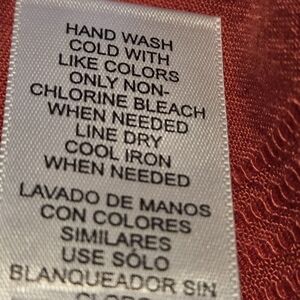 HAND WASH
COLD WITH
LIKE COLORS
ONLY NON-
CHLORINE BLEACH
WHEN NEEDED
LINE DRY
COOL IRON
WHEN NEEDED
LAVADO DE MANOS
CON COLORES
SIMILARES
USE SÓLO
BLANQUEADOR SIN